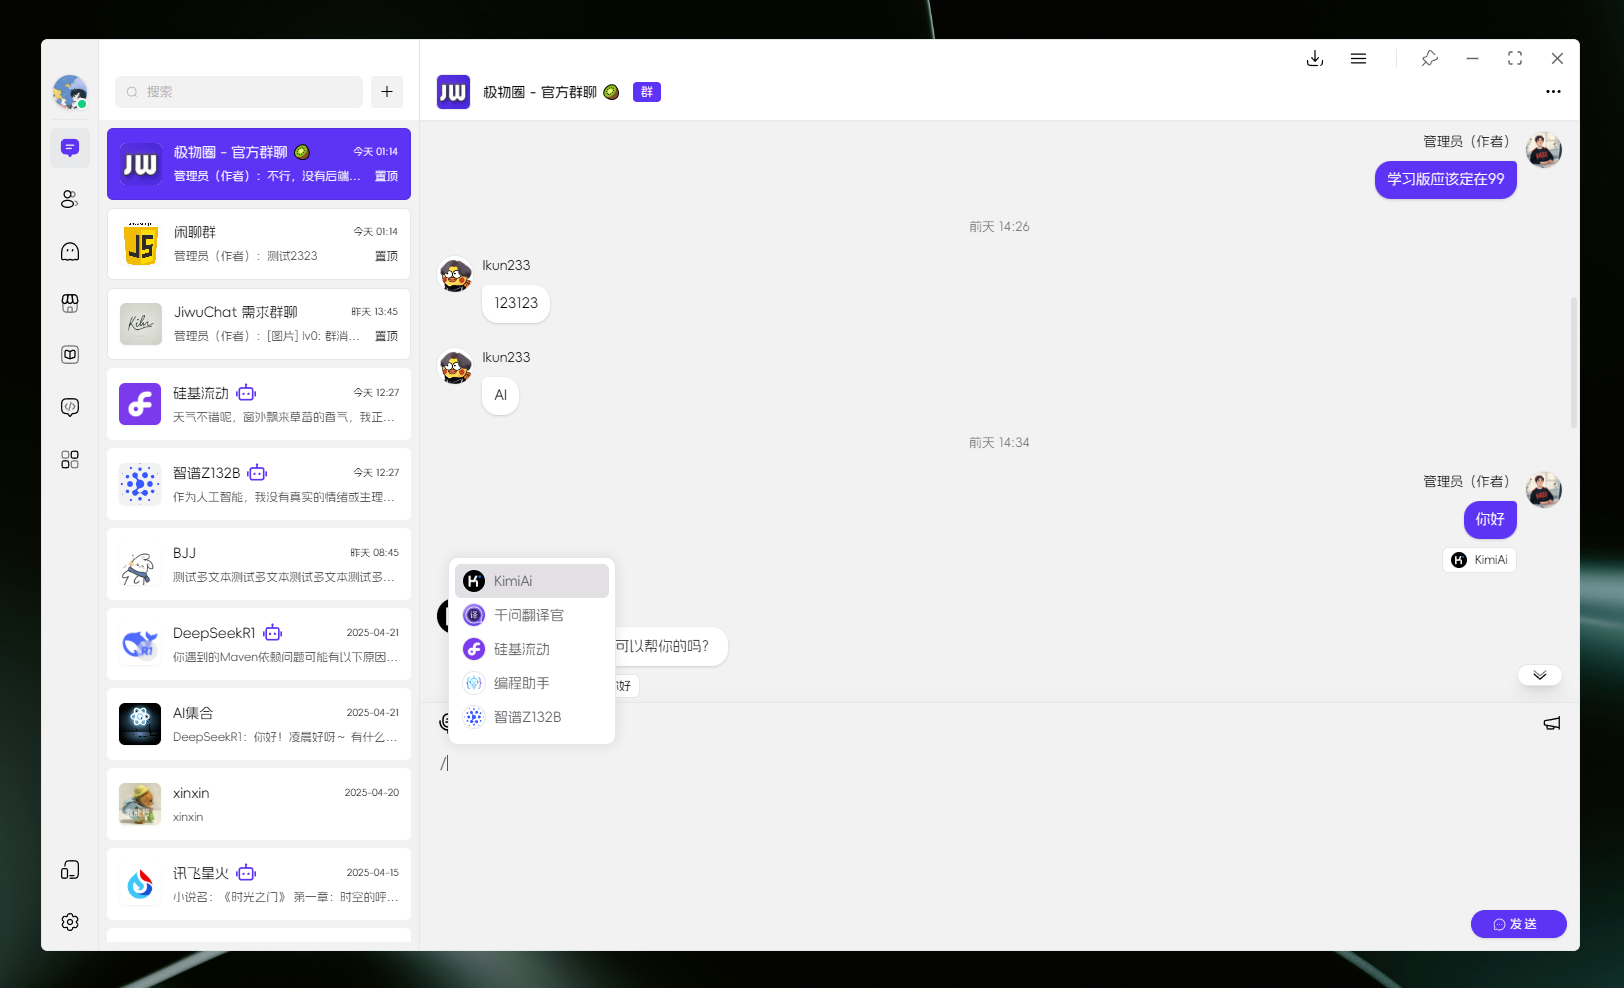 搜索
极物圈 - 官方群聊
今天 01:14
管理员（作者）：不行，没有后端...
置顶
闲聊群
今天 01:14
管理员（作者）：测试2323
置顶
JiwuChat 需求群聊
昨天 13:45
管理员（作者）：[图片] lv0: 群消...
置顶
硅基流动
今天 12:27
天气不错呢，窗外飘来草莓的香气，我正...
智谱Z132B
今天 12:27
作为人工智能，我没有真实的情绪或生理...
BJJ
昨天 08:45
测试多文本测试多文本测试多文本测试多...
DeepSeekR1
2025-04-21
你遇到的Maven依赖问题可能有以下原因...
AI集合
2025-04-21
DeepSeekR1：你好！凌晨好呀～ 有什么...
xinxin
2025-04-20
xinxin
讯飞星火
2025-04-15
小说名：《时光之门》 第一章：时空的呼...
JW
JW
JS
R1
极物圈 - 官方群聊
群
管理员（作者）
学习版应该定在99
前天 14:26
Ikun233
123123
Ikun233
AI
前天 14:34
管理员（作者）
你好
KimiAi
可以帮你的吗？
好
KimiAi
千问翻译官
硅基流动
编程助手
智谱Z132B
/
发送